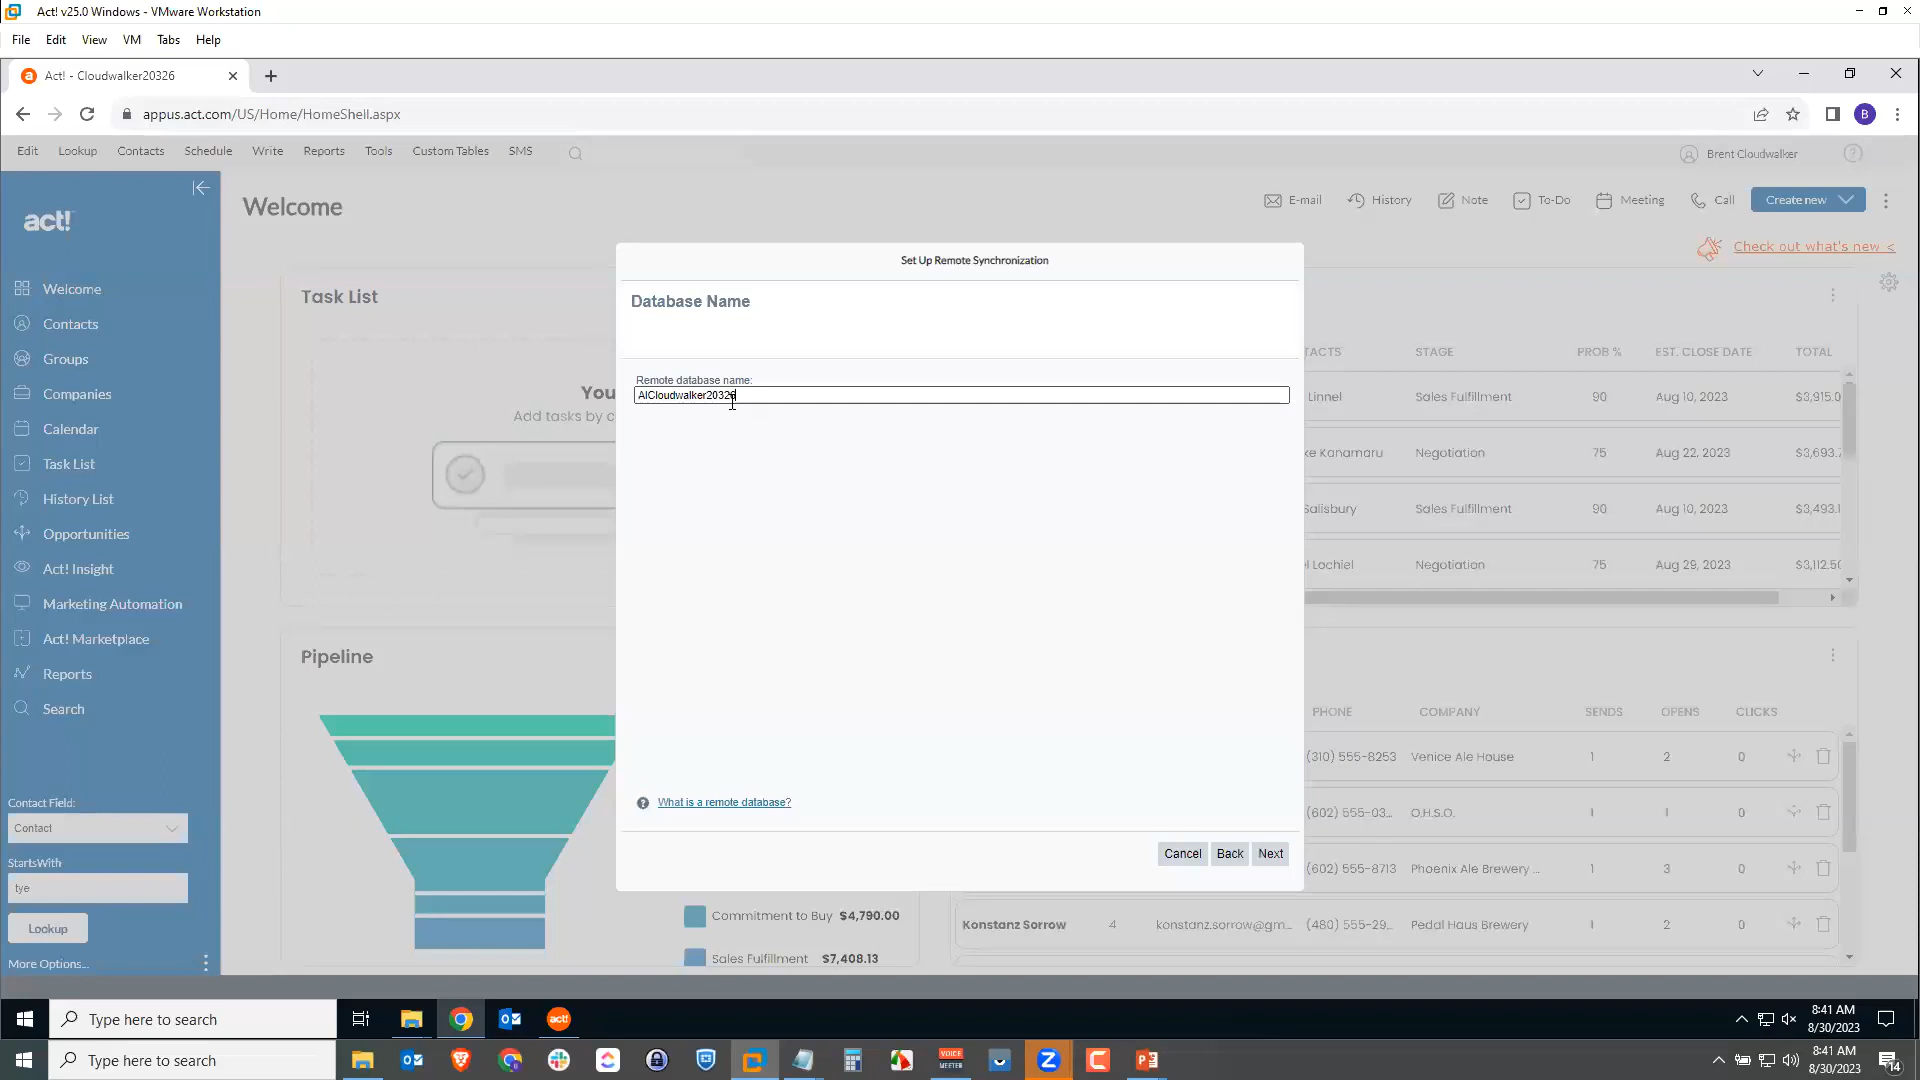 Act! v25.0 Windows - VMware Workstation
File Edit View VM Tabs Help
Act! - Cloudwalker20326
appus.act.com/US/Home/HomeShell.aspx
B
Edit Lookup Contacts Schedule Write Reports Tools Custom Tables SMS
Brent Cloudwalker
act!
Welcome
E-mail History Note To-Do Meeting Call Create new
Check out what's new <
Welcome
Contacts
Groups
Companies
Calendar
Task List
History List
Opportunities
Act! Insight
Marketing Automation
Act! Marketplace
Reports
Search
Contact Field:
Contact
StartsWith
tye
Lookup
More Options...
Task List
You
Add tasks by c
Set Up Remote Synchronization
Database Name
Remote database name:
AlCloudwalker20326
What is a remote database?
Cancel Back Next
TACTS STAGE PROB % EST. CLOSE DATE TOTAL
Linnel Sales Fulfillment 90 Aug 10, 2023 $3,915.0
ke Kanamaru Negotiation 75 Aug 22, 2023 $3,693.7
Salisbury Sales Fulfillment 90 Aug 10, 2023 $3,493.1
l Lochiel Negotiation 75 Aug 29, 2023 $3,112.50
Pipeline
Commitment to Buy $4,790.00
Sales Fulfillment $7,408.13
PHONE COMPANY SENDS OPENS CLICKS
(310) 555-8253 Venice Ale House 1 2 0
(602) 555-03... O.H.S.O. 1 1 0
(602) 555-8713 Phoenix Ale Brewery ... 1 3 0
Konstanz Sorrow 4 konstanz.sorrow@gm... (480) 555-29... Pedal Haus Brewery 1 2 0
Type here to search
act!
8:41 AM
8/30/2023
Type here to search
VOICE
MEETER
8:41 AM
8/30/2023
14